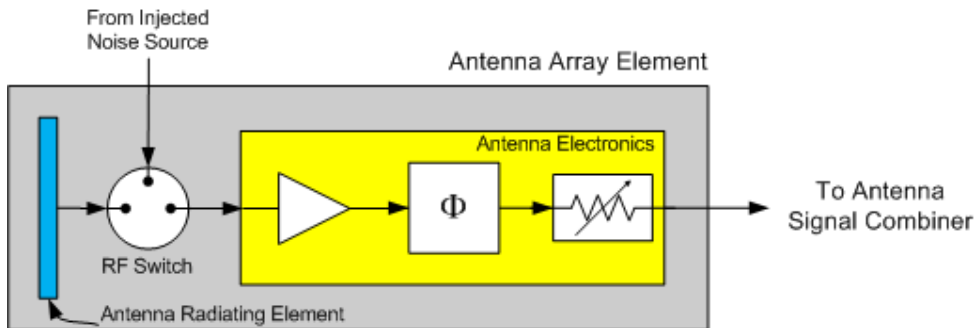 From Injected
Noise Source
Antenna Array Element
Antenna Electronics
Φ
To Antenna
Signal Combiner
RF Switch
Antenna Radiating Element